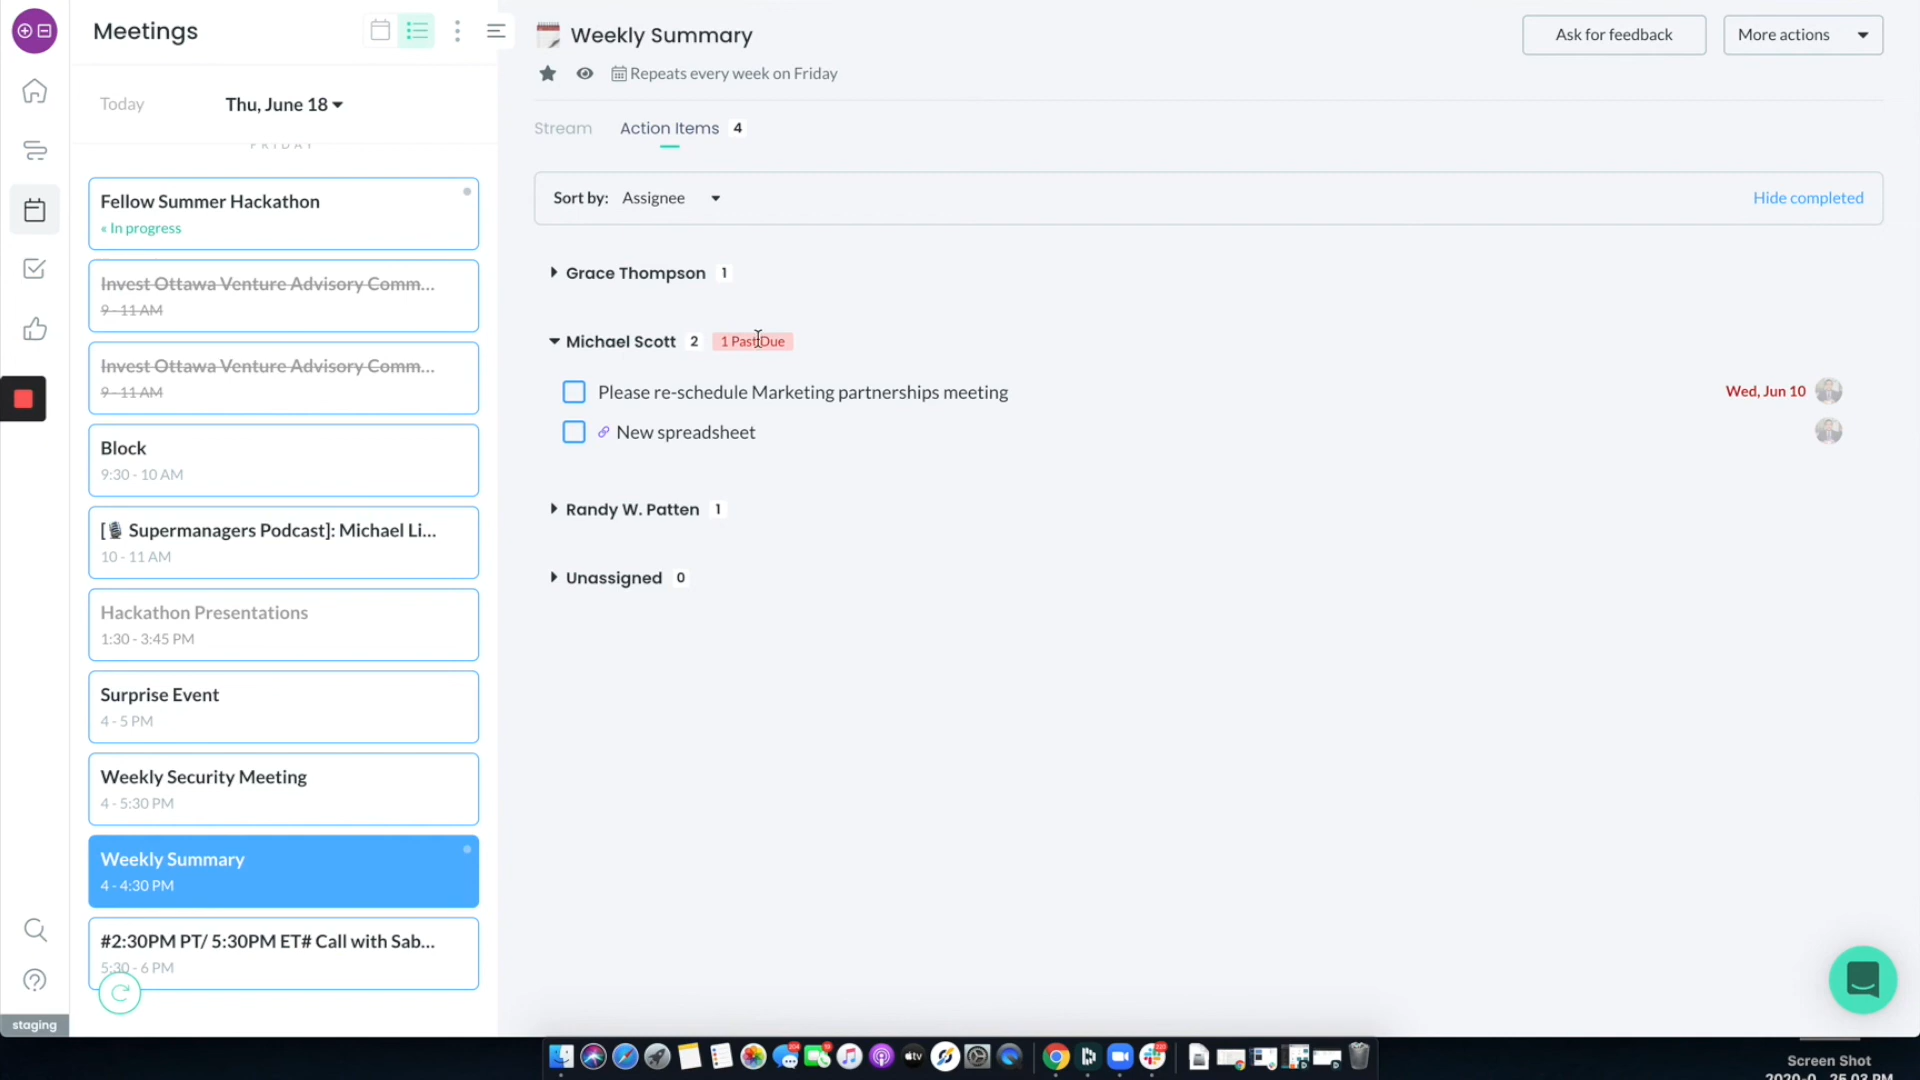 Meetings
Today
Thu, June 18
FRIDAY
Fellow Summer Hackathon
« In progress
Invest Ottawa Venture Advisory Comm...
9 - 11 AM
Invest Ottawa Venture Advisory Comm...
9 - 11 AM
Block
9:30 - 10 AM
[🎙 Supermanagers Podcast]: Michael Li...
10 - 11 AM
Hackathon Presentations
1:30 - 3:45 PM
Surprise Event
4 - 5 PM
Weekly Security Meeting
4 - 5:30 PM
Weekly Summary
4 - 4:30 PM
#2:30PM PT/ 5:30PM ET# Call with Sab...
5:30 - 6 PM
staging
Weekly Summary
Ask for feedback
More actions
Repeats every week on Friday
Stream
Action Items 4
Sort by: Assignee
Hide completed
Grace Thompson 1
Michael Scott 2 1 Past Due
Please re-schedule Marketing partnerships meeting
Wed, Jun 10
New spreadsheet
Randy W. Patten 1
Unassigned 0
Screen Shot